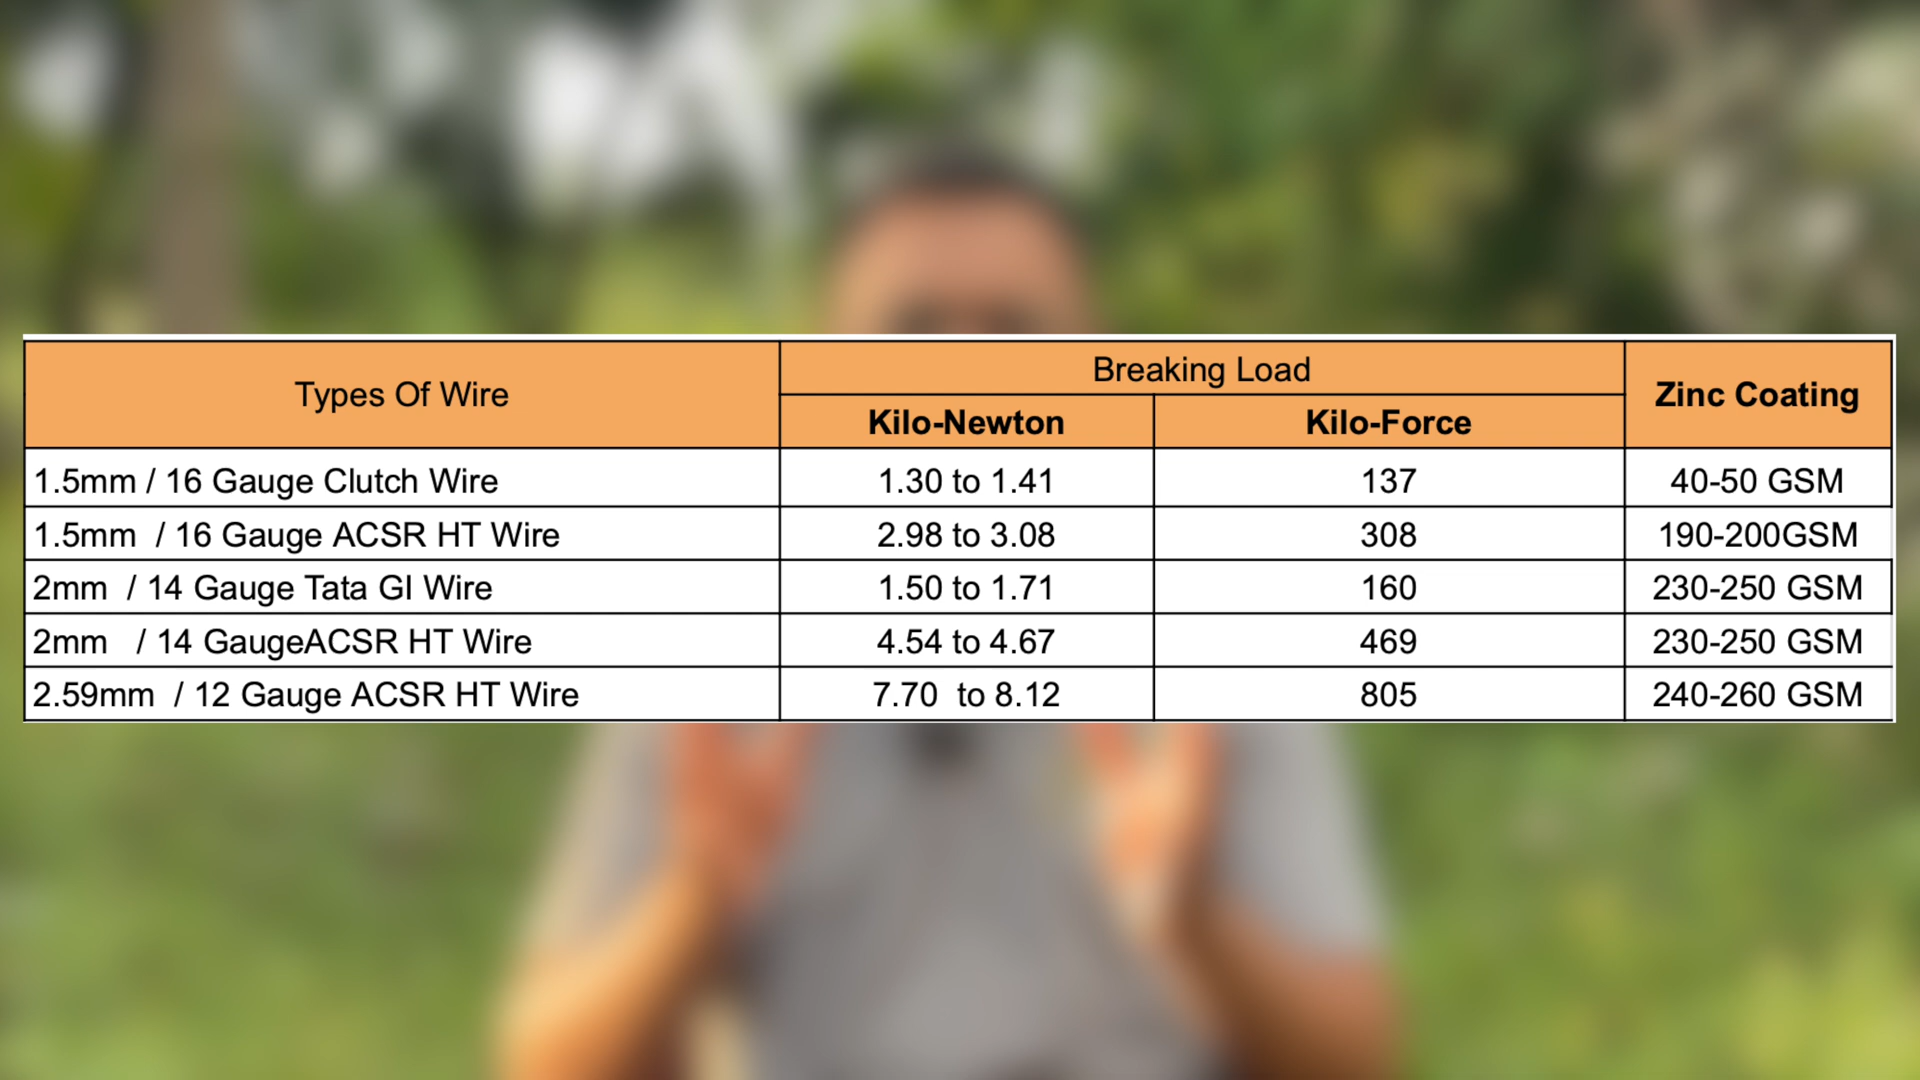 Types Of Wire Breaking Load Zinc Coating
Kilo-Newton Kilo-Force
1.5mm / 16 Gauge Clutch Wire 1.30 to 1.41 137 40-50 GSM
1.5mm / 16 Gauge ACSR HT Wire 2.98 to 3.08 308 190-200GSM
2mm / 14 Gauge Tata GI Wire 1.50 to 1.71 160 230-250 GSM
2mm / 14 GaugeACSR HT Wire 4.54 to 4.67 469 230-250 GSM
2.59mm / 12 Gauge ACSR HT Wire 7.70 to 8.12 805 240-260 GSM